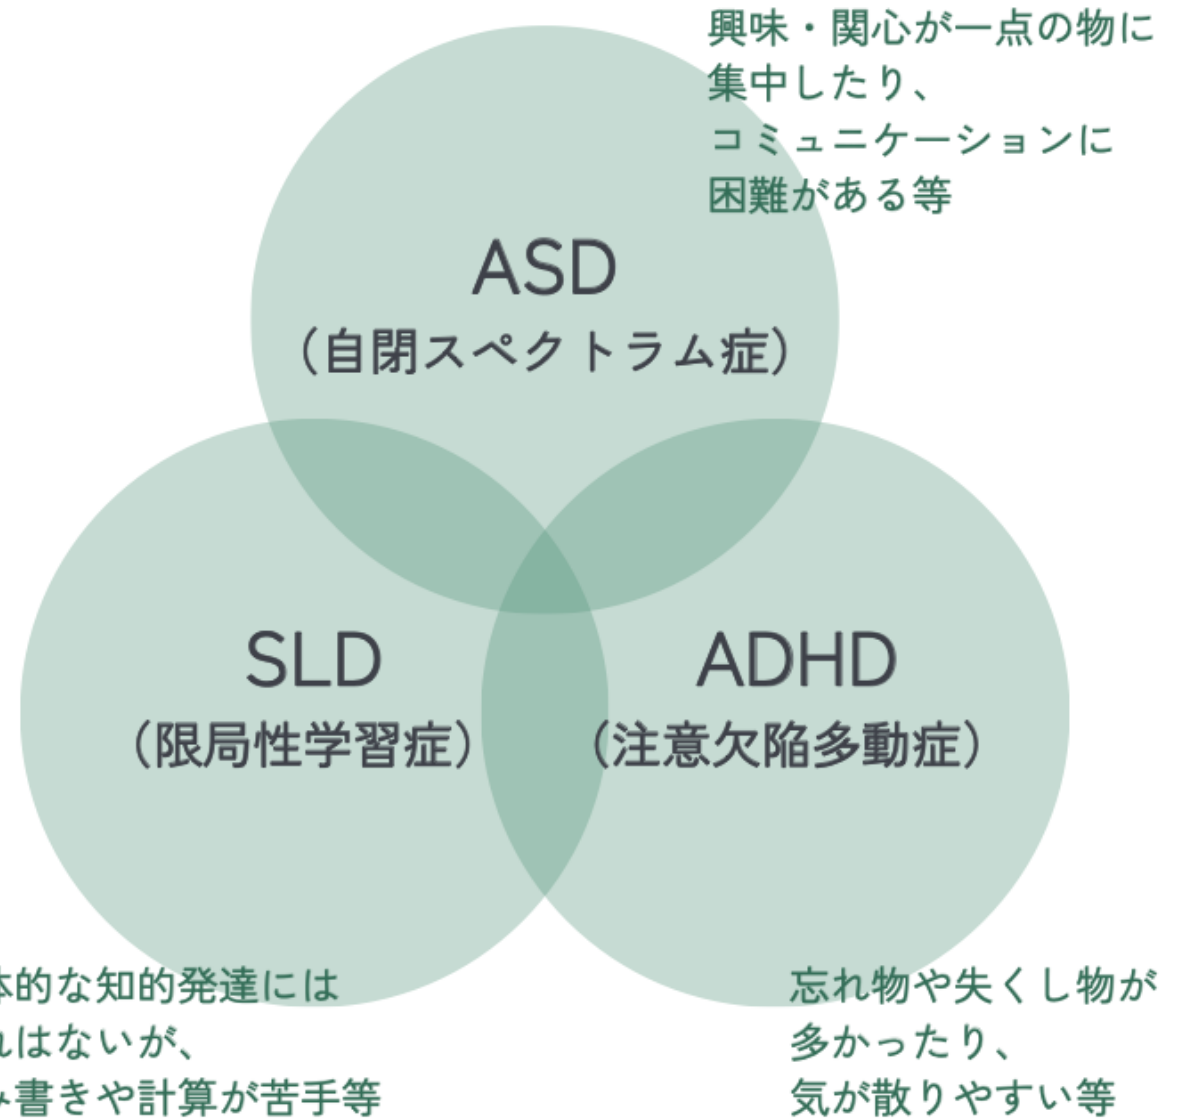 興味・関心が一点の物に
集中したり、
コミュニケーションに
困難がある等
ASD
（自閉スペクトラム症）
SLD
（限局性学習症）
ADHD
（注意欠陥多動症）
体的な知的発達には
れはないが、
み書きや計算が苦手等
忘れ物や失くし物が
多かったり、
気が散りやすい等